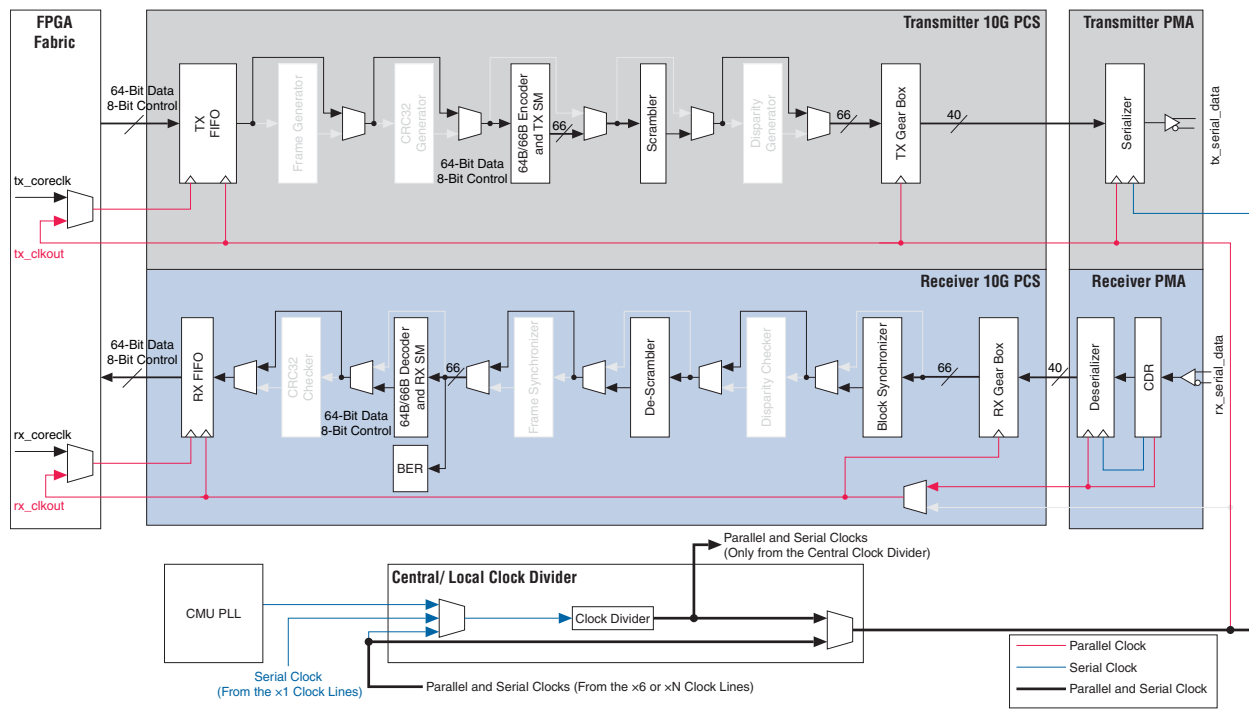 FPGA
Fabric
Transmitter 10G PCS
Transmitter PMA
64-Bit Data
8-Bit Control
TX
FIFO
Frame Generator
CRC32
Generator
64B/66B Encoder
and TX SM
64-Bit Data
8-Bit Control
66
Scrambler
Disparity
Generator
66
TX Gear Box
40
Serializer
tx_serial_data
tx_coreclk
tx_clkout
Receiver 10G PCS
Receiver PMA
64-Bit Data
8-Bit Control
RX FIFO
CRC32
Checker
64B/66B Decoder
and RX SM
64-Bit Data
8-Bit Control
66
Frame Synchronizer
De-Scrambler
Disparity Checker
Block Synchronizer
66
RX Gear Box
40
Deserializer
CDR
rx_serial_data
rx_coreclk
BER
rx_clkout
Parallel and Serial Clocks
(Only from the Central Clock Divider)
Central/ Local Clock Divider
CMU PLL
Clock Divider
Serial Clock
(From the ×1 Clock Lines)
Parallel and Serial Clocks (From the ×6 or ×N Clock Lines)
Parallel Clock
Serial Clock
Parallel and Serial Clock